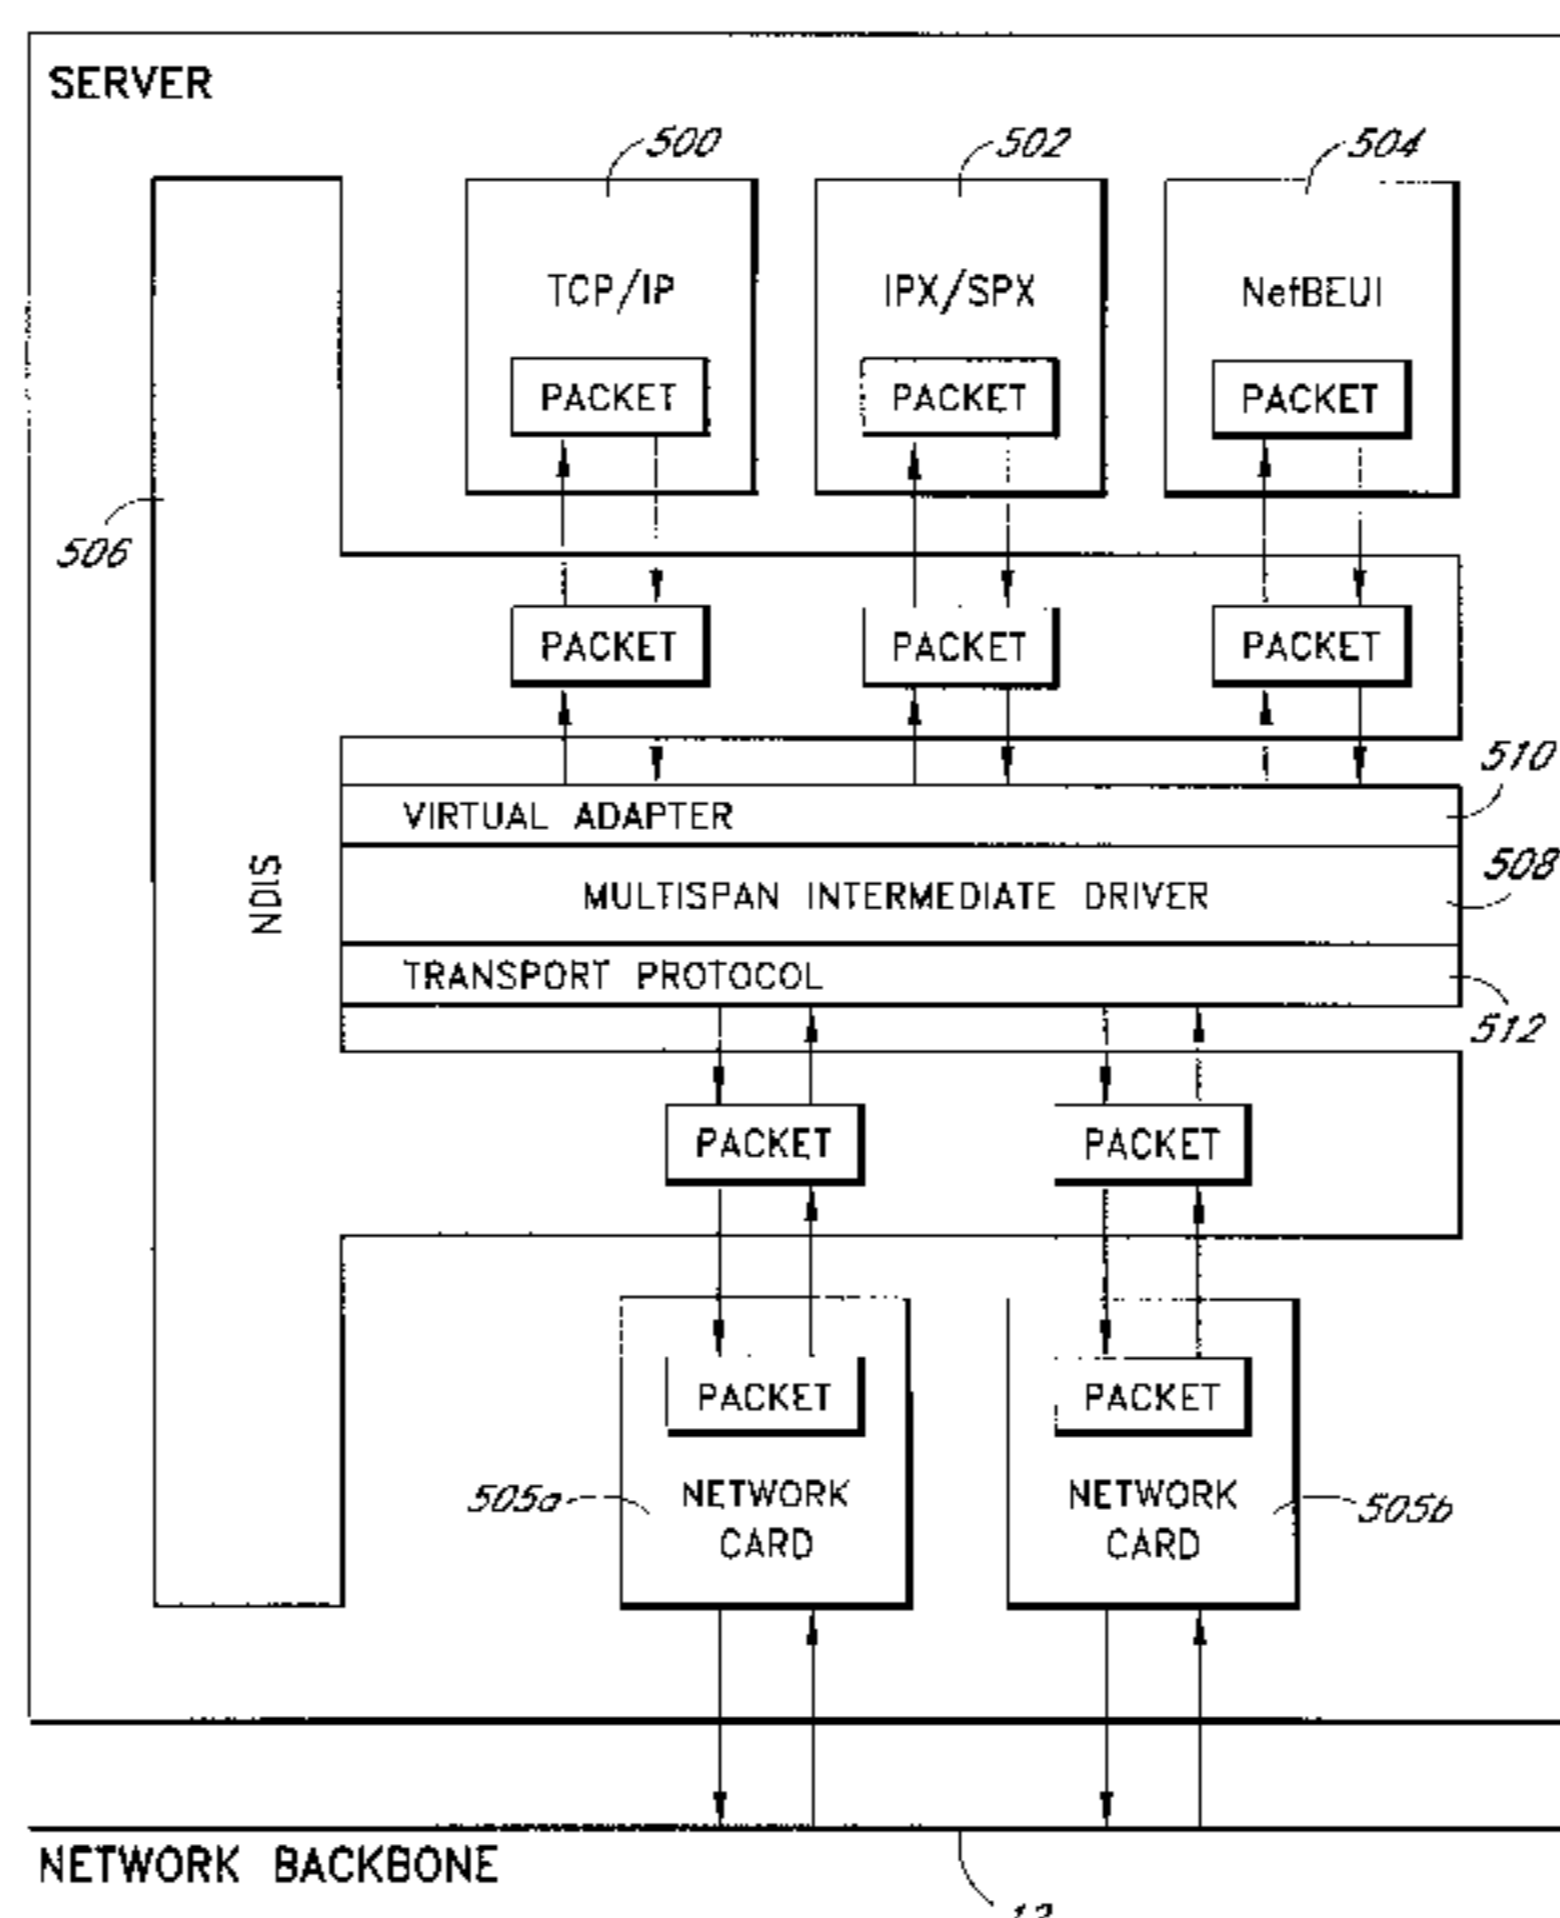 SERVER
500
502
504
TCP/IP
IPX/SPX
NefBEUI
PACKET
PACKET
PACKET
506
PACKET
PACKET
PACKET
510
VIRTUAL ADAPTER
NDIS
MULTISPAN INTERMEDIATE DRIVER
508
TRANSPORT PROTOCOL
512
PACKET
PACKET
PACKET
PACKET
505a
NETWORK
CARD
NETWORK
CARD
505b
NETWORK BACKBONE